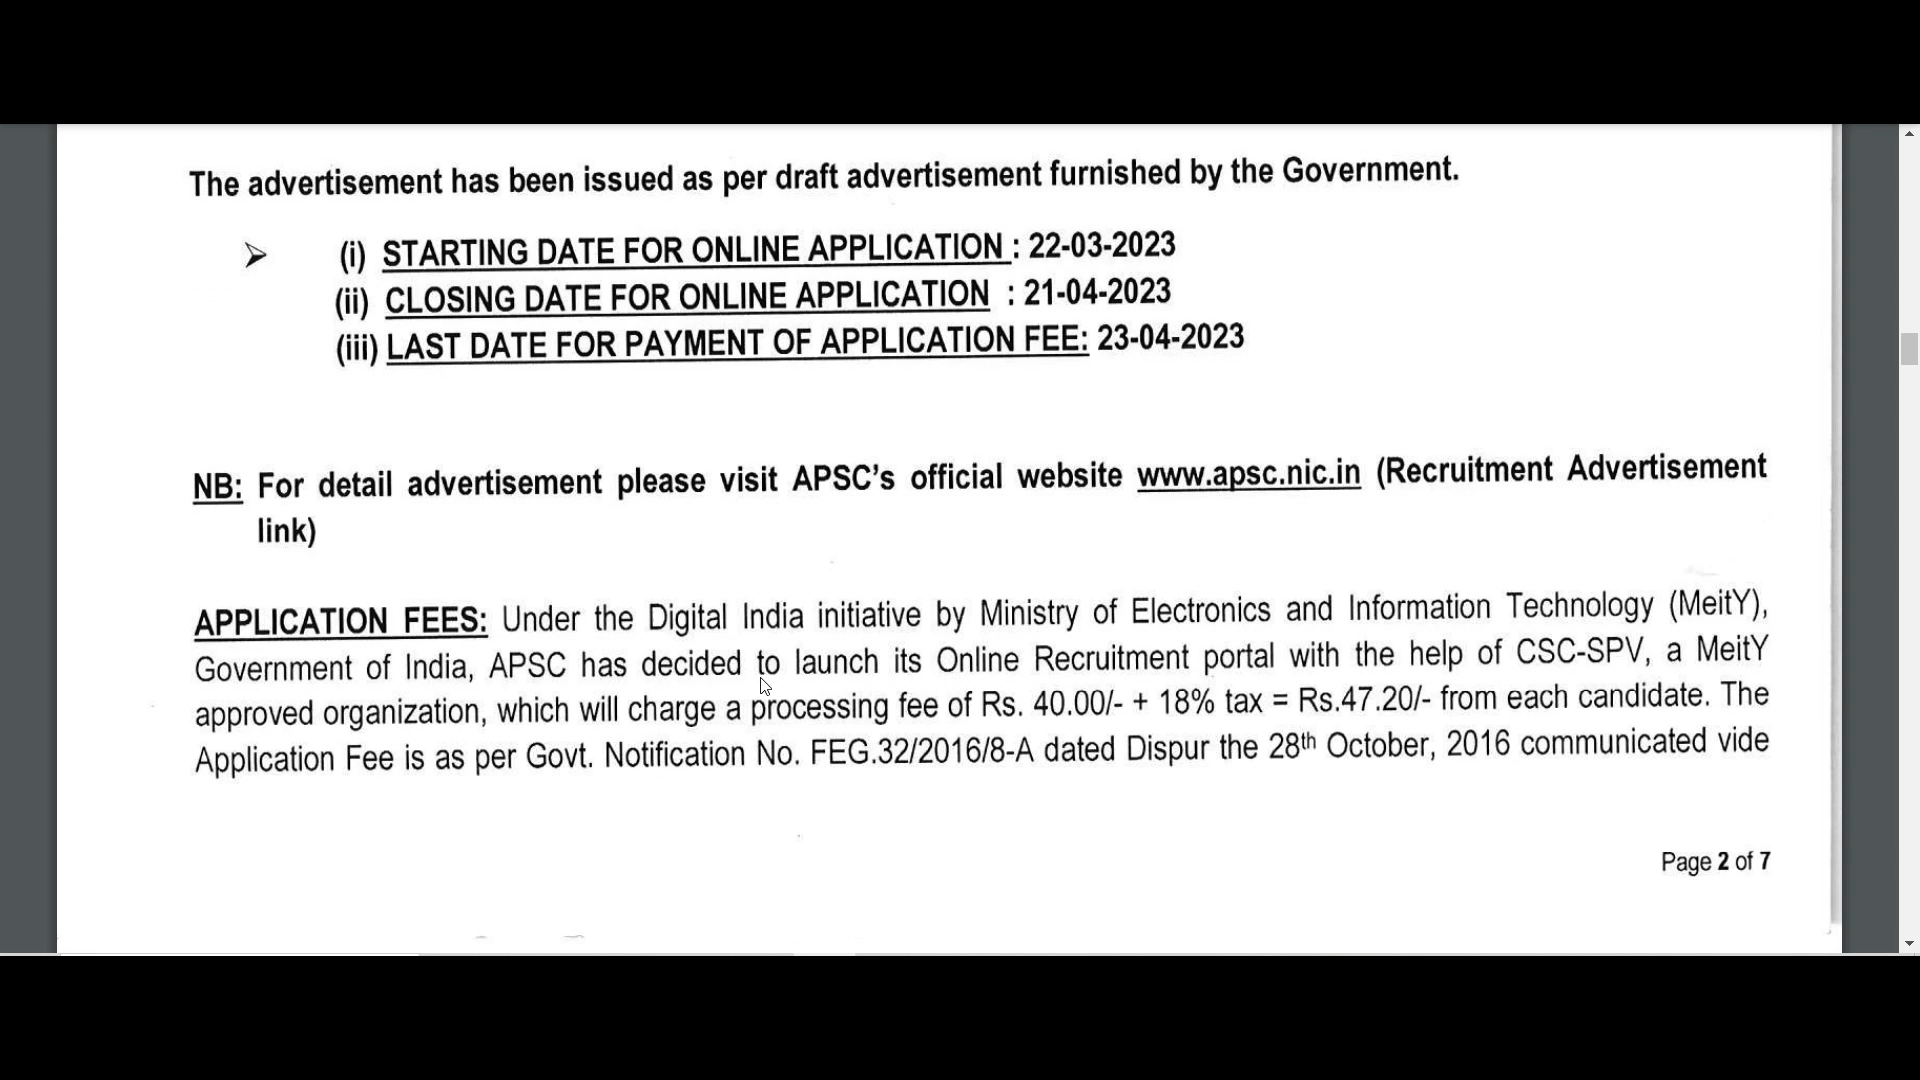 The advertisement has been issued as per draft advertisement furnished by the Government.
➢ (i) STARTING DATE FOR ONLINE APPLICATION : 22-03-2023
(ii) CLOSING DATE FOR ONLINE APPLICATION : 21-04-2023
(iii) LAST DATE FOR PAYMENT OF APPLICATION FEE: 23-04-2023
NB: For detail advertisement please visit APSC's official website www.apsc.nic.in (Recruitment Advertisement
link)
APPLICATION FEES: Under the Digital India initiative by Ministry of Electronics and Information Technology (MeitY),
Government of India, APSC has decided to launch its Online Recruitment portal with the help of CSC-SPV, a MeitY
approved organization, which will charge a processing fee of Rs. 40.00/- + 18% tax = Rs.47.20/- from each candidate. The
Application Fee is as per Govt. Notification No. FEG.32/2016/8-A dated Dispur the 28th October, 2016 communicated vide
Page 2 of 7